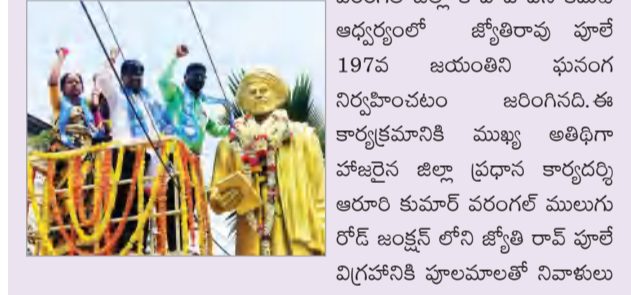 ఆధ్వర్యంలో జ్యోతిరావు పూలే
197వ జయంతిని ఘనంగ
నిర్వహించటం జరింగినది.ఈ
కార్యక్రమానికి ముఖ్య అతిథిగా
హాజరైన జిల్లా ప్రధాన కార్యదర్శి
ఆరూరి కుమార్ వరంగల్ ములుగు
రోడ్ జంక్షన్ లోని జ్యోతి రావ్ పూలే
విగ్రహానికి పూలమాలతో నివాళులు